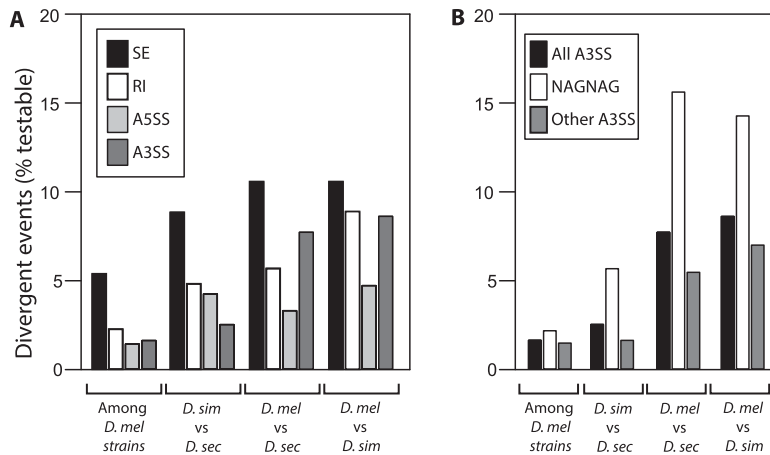 A
Divergent events (% testable)
20
15
10
5
0
SE
RI
A5SS
A3SS
Among
D. mel
strains
D. sim
vs
D. sec
D. mel
vs
D. sec
D. mel
vs
D. sim
B
20
15
10
5
0
All A3SS
NAGNAG
Other A3SS
Among
D. mel
strains
D. sim
vs
D. sec
D. mel
vs
D. sec
D. mel
vs
D. sim